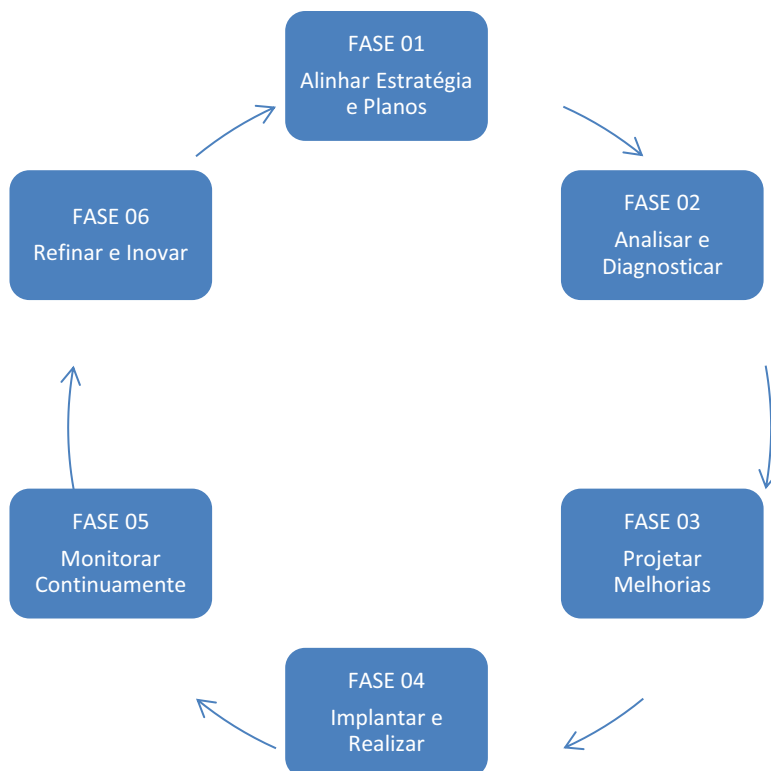 FASE 01
Alinhar Estratégia
e Planos
FASE 02
Analisar e
Diagnosticar
FASE 03
Projetar
Melhorias
FASE 04
Implantar e
Realizar
FASE 05
Monitorar
Continuamente
FASE 06
Refinar e Inovar